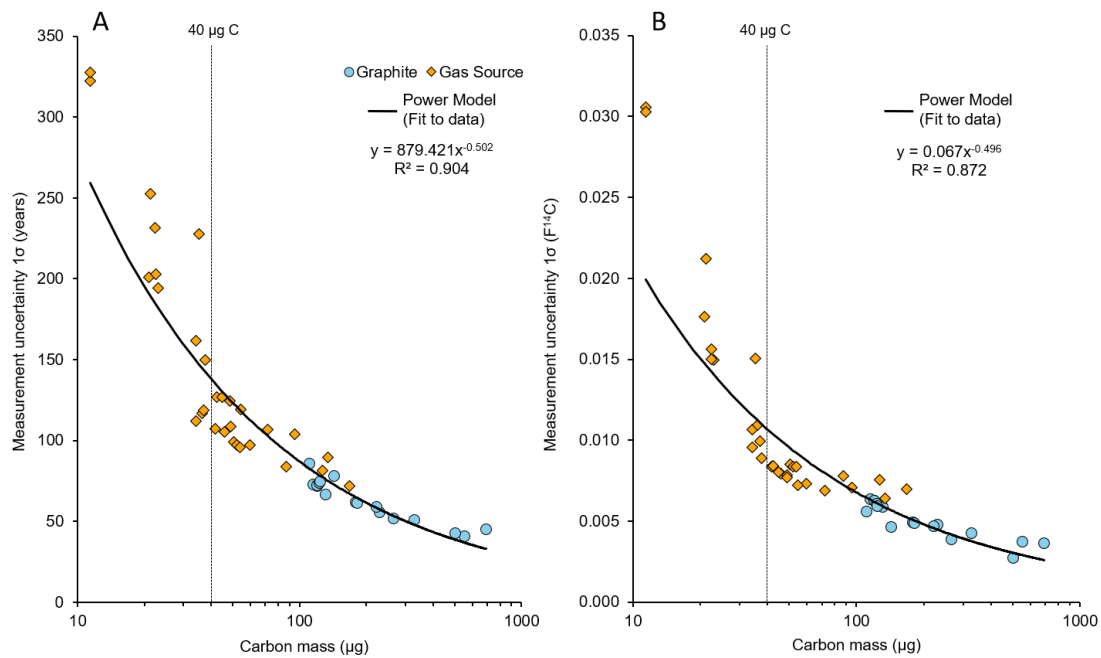 A
40 µg C
Graphite
Gas Source
Power Model
(Fit to data)
y = 879.421x⁻⁰·⁵⁰²
R² = 0.904
Measurement uncertainty 1σ (years)
350
300
250
200
150
100
50
0
10
100
1000
Carbon mass (µg)
B
40 µg C
Power Model
(Fit to data)
y = 0.067x⁻⁰·⁴⁹⁶
R² = 0.872
Measurement uncertainty 1σ (F¹⁴C)
0.035
0.030
0.025
0.020
0.015
0.010
0.005
0.000
10
100
1000
Carbon mass (µg)